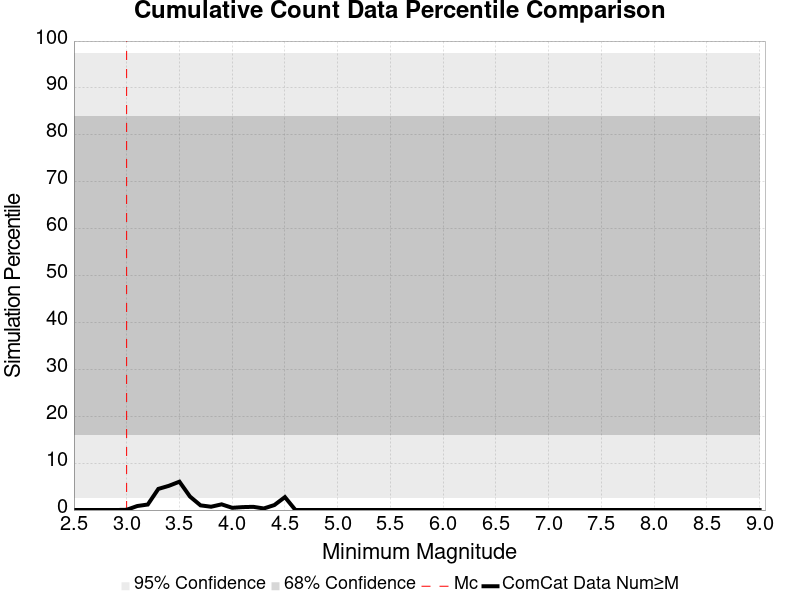 Cumulative Count Data Percentile Comparison
100
90
80
70
60
50
40
30
20
10
0
Simulation Percentile
2.5 3.0 3.5 4.0 4.5 5.0 5.5 6.0 6.5 7.0 7.5 8.0 8.5 9.0
Minimum Magnitude
95% Confidence 68% Confidence Mc ComCat Data Num≥M